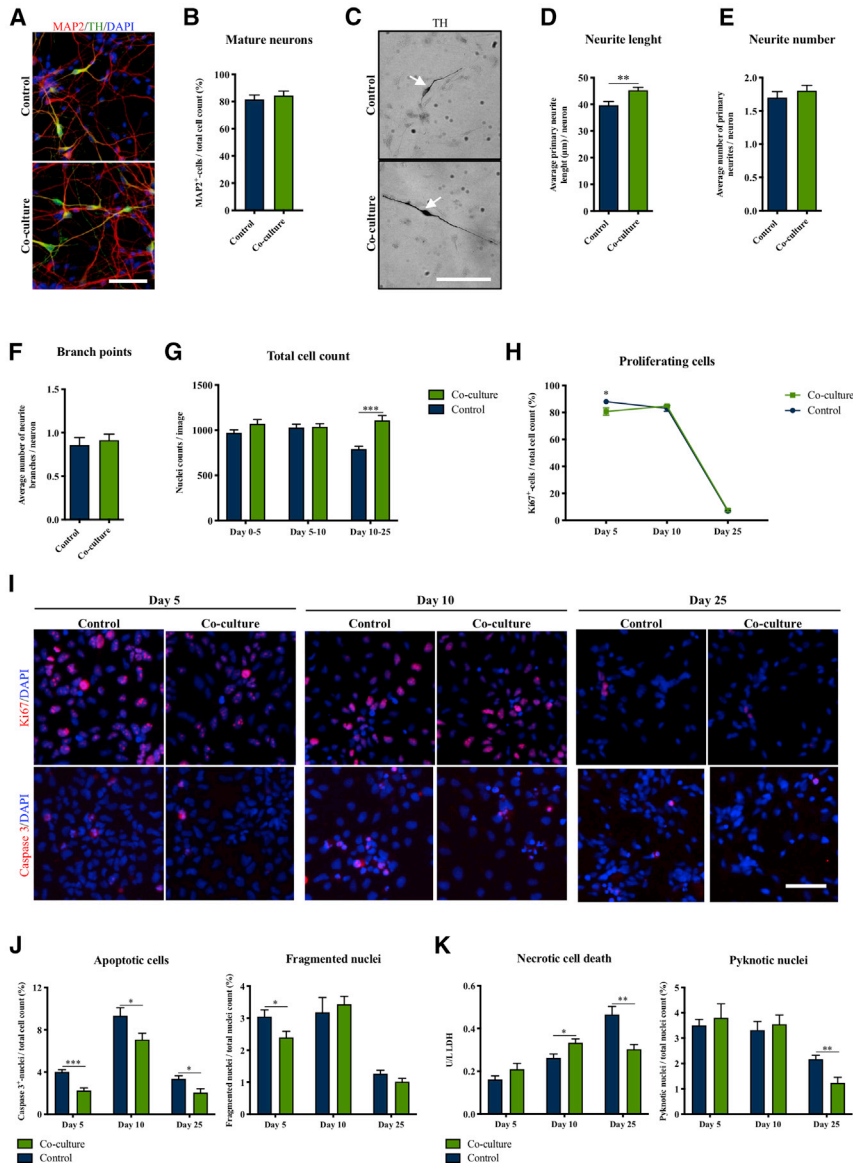 A
MAP2/TH/DAPI
Control
Co-culture
B
Mature neurons
MAP2⁺-cells / total cell count (%)
100
80
60
40
20
0
Control
Co-culture
C
TH
Control
Co-culture
D
Neurite lenght
Avarage primary neurite
lenght (µm) / neuron
50
40
30
20
10
0
**
Control
Co-culture
E
Neurite number
Average number of primary
neurites / neuron
2.0
1.5
1.0
0.5
0.0
Control
Co-culture
F
Branch points
Average number of neurite
branches / neuron
1.5
1.0
0.5
0.0
Control
Co-culture
G
Total cell count
Nuclei counts / image
1500
1000
500
0
***
Day 0-5
Day 5-10
Day 10-25
Co-culture
Control
H
Proliferating cells
Ki67⁺-cells / total cell count (%)
100
80
60
40
20
0
*
Day 5
Day 10
Day 25
Co-culture
Control
I
Day 5
Day 10
Day 25
Control
Co-culture
Control
Co-culture
Control
Co-culture
Ki67/DAPI
Caspase 3/DAPI
J
Apoptotic cells
Caspase 3⁺-nuclei / total cell count (%)
12
8
4
0
***
*
*
Day 5
Day 10
Day 25
Fragmented nuclei
Fragmented nuclei / total nuclei count (%)
4
3
2
1
0
*
Day 5
Day 10
Day 25
Co-culture
Control
K
Necrotic cell death
U/L LDH
0.6
0.4
0.2
0.0
*
**
Day 5
Day 10
Day 25
Pyknotic nuclei
Pyknotic nuclei / total nuclei count (%)
5
4
3
2
1
0
**
Day 5
Day 10
Day 25
Co-culture
Control